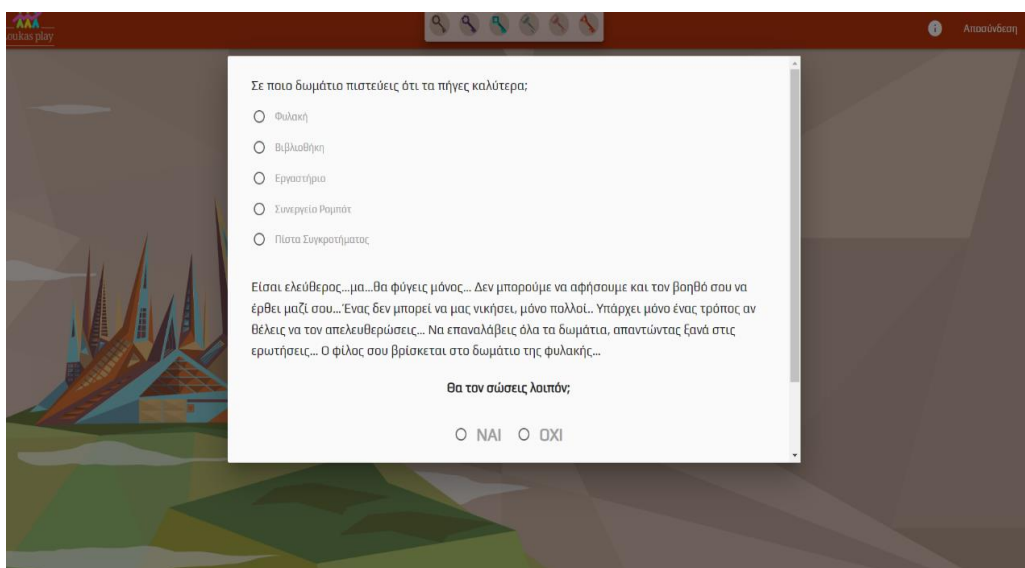 oukas play
Αποσύνδεση
Σε ποιο δωμάτιο πιστεύεις ότι τα πήγες καλύτερα;
Φυλακή
Βιβλιοθήκη
Εργαστήριο
Συνεργείο Ρομπότ
Πίστα Συγκροτήματος
Είσαι ελεύθερος...μα...θα φύγεις μόνος... Δεν μπορούμε να αφήσουμε και τον βοηθό σου να
έρθει μαζί σου... Ένας δεν μπορεί να μας νικήσει, μόνο πολλοί.. Υπάρχει μόνο ένας τρόπος αν
θέλεις να τον απελευθερώσεις... Να επαναλάβεις όλα τα δωμάτια, απαντώντας ξανά στις
ερωτήσεις... Ο φίλος σου βρίσκεται στο δωμάτιο της φυλακής...
Θα τον σώσεις λοιπόν;
ΝΑΙ ΟΧΙ